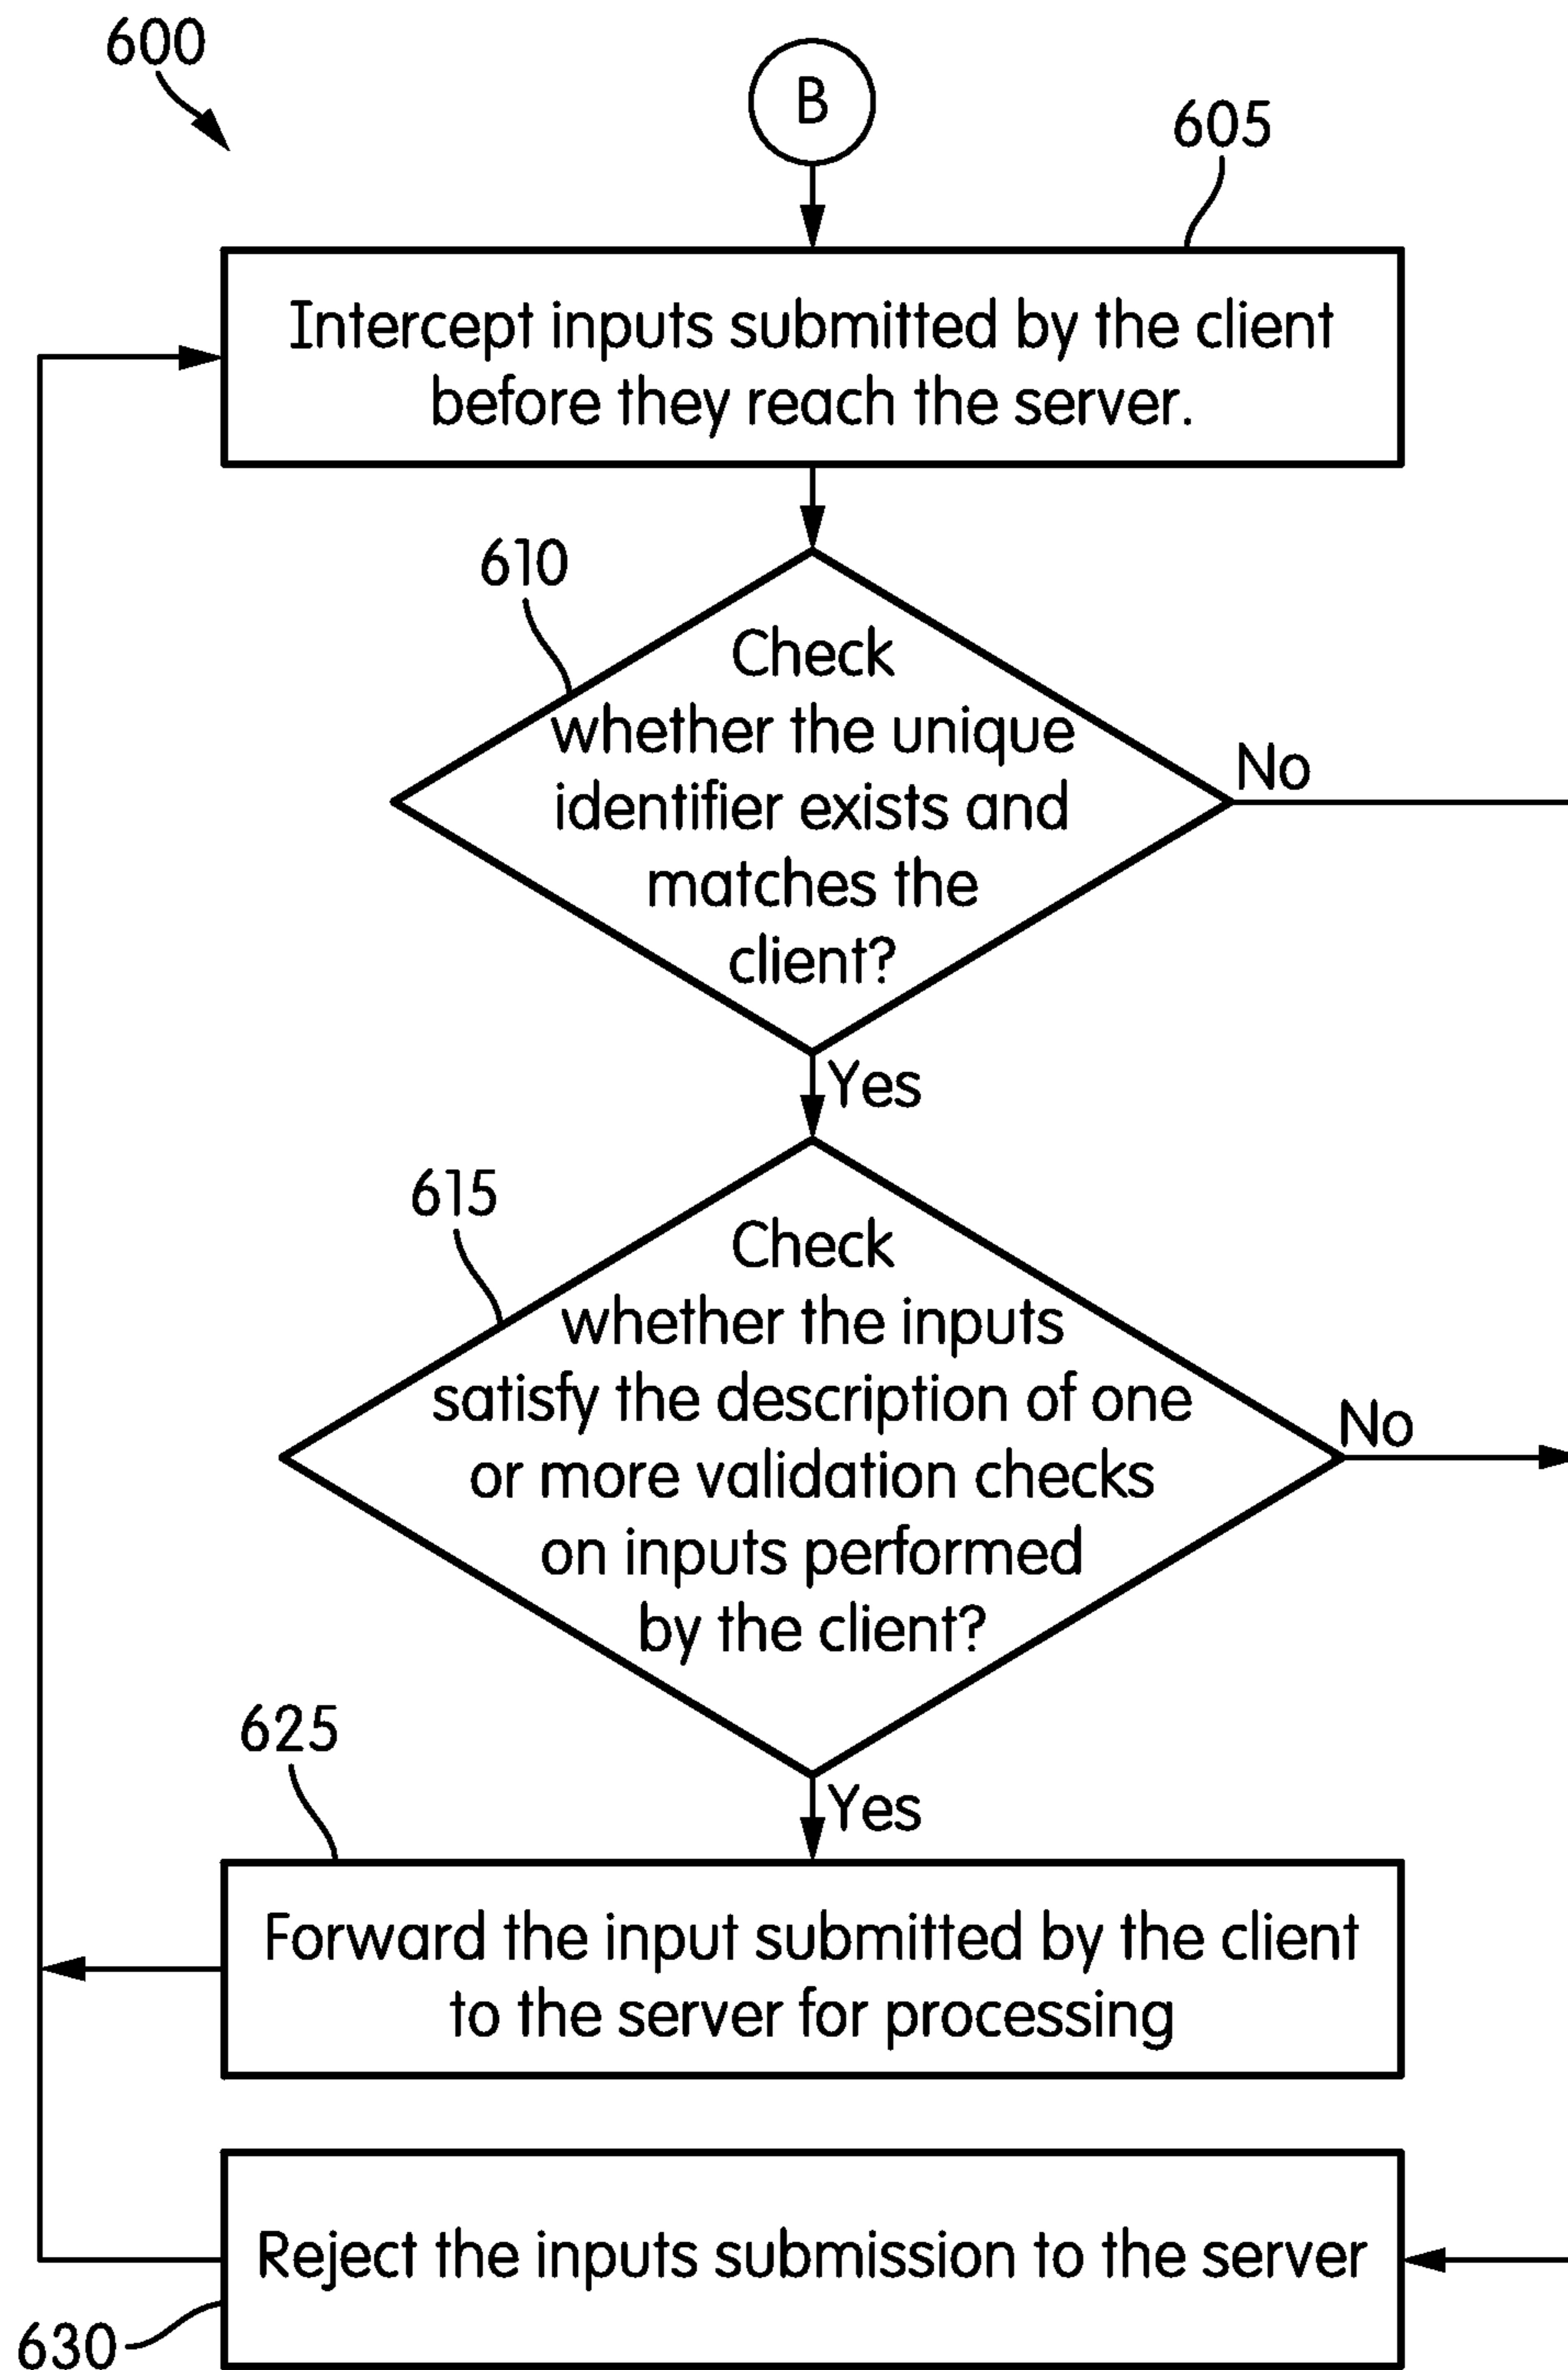 600
B
605
Intercept inputs submitted by the client
before they reach the server.
610
Check
whether the unique
identifier exists and
matches the
client?
No
Yes
615
Check
whether the inputs
satisfy the description of one
or more validation checks
on inputs performed
by the client?
No
Yes
625
Forward the input submitted by the client
to the server for processing
Reject the inputs submission to the server
630